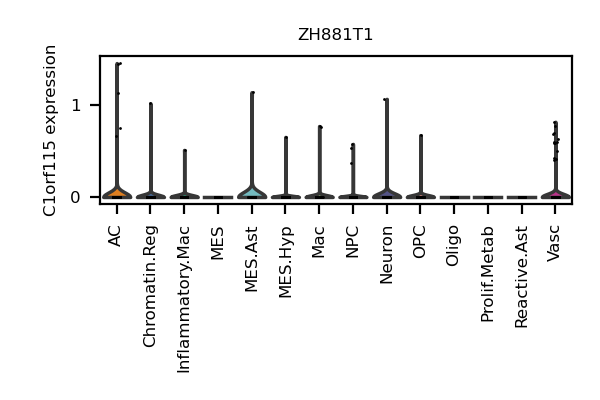 ZH881T1
C1orf115 expression
1
0
AC
Chromatin.Reg
Inflammatory.Mac
MES
MES.Ast
MES.Hyp
Mac
NPC
Neuron
OPC
Oligo
Prolif.Metab
Reactive.Ast
Vasc